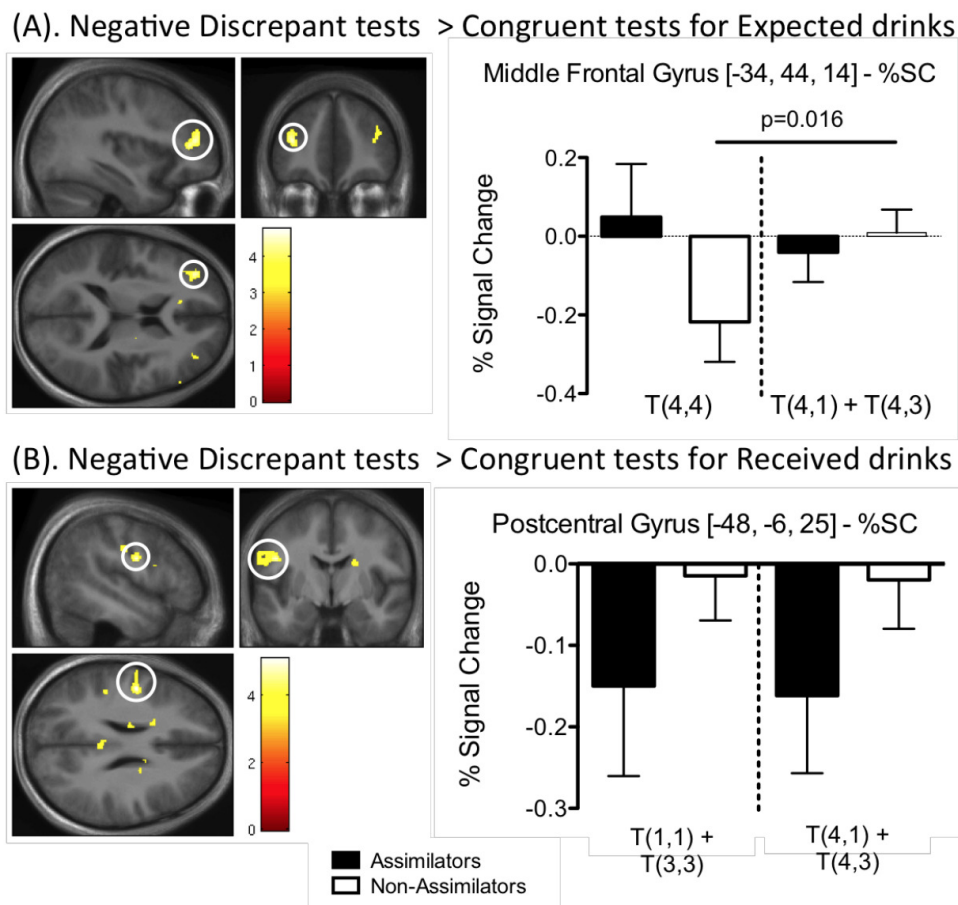 (A). Negative Discrepant tests > Congruent tests for Expected drinks
Middle Frontal Gyrus [-34, 44, 14] - %SC
p=0.016
0.2
0.0
-0.2
-0.4
% Signal Change
T(4,4)
T(4,1) + T(4,3)
4
3
2
1
0
(B). Negative Discrepant tests > Congruent tests for Received drinks
Postcentral Gyrus [-48, -6, 25] - %SC
0.0
-0.1
-0.2
-0.3
% Signal Change
T(1,1) +
T(3,3)
T(4,1) +
T(4,3)
4
2
0
Assimilators
Non-Assimilators